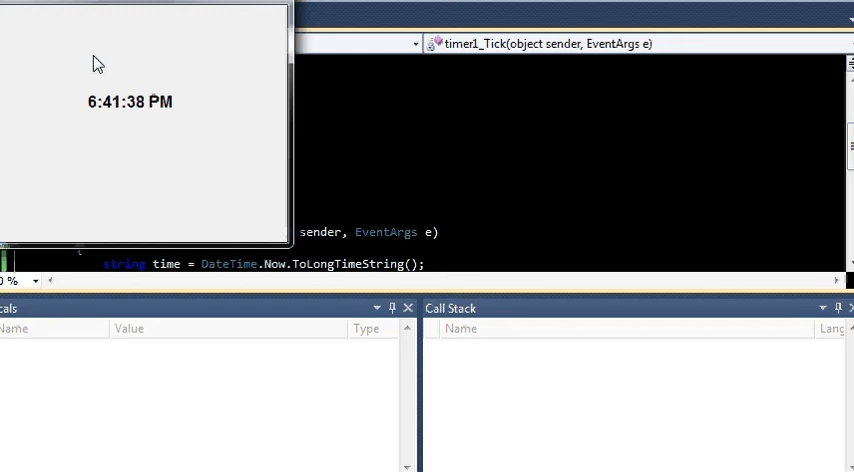 timer1_Tick(object sender, EventArgs e)
6:41:38 PM
sender, EventArgs e)
{
string time = DateTime.Now.ToLongTimeString();
0 %
cals
Call Stack
Name
Value
Type
Name
Lang